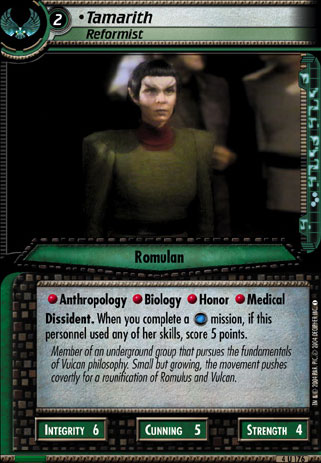 2
•Tamarith
Reformist
Romulan
•Anthropology •Biology •Honor •Medical
Dissident. When you complete a mission, if this
personnel used any of her skills, score 5 points.
Member of an underground group that pursues the fundamentals
of Vulcan philosophy. Small but growing, the movement pushes
covertly for a reunification of Romulus and Vulcan.
INTEGRITY 6 CUNNING 5 STRENGTH 4
4 U 176